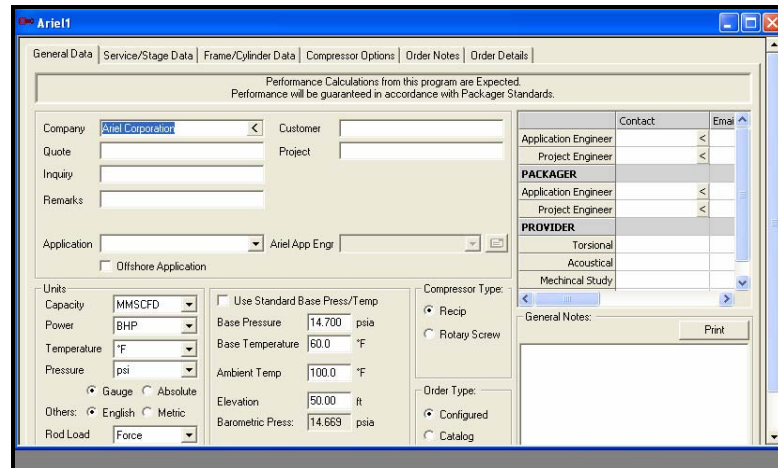 Ariel1
General Data Service/Stage Data Frame/Cylinder Data Compressor Options Order Notes Order Details
Performance Calculations from this program are Expected.
Performance will be guaranteed in accordance with Packager Standards.
Company Ariel Corporation < Customer
Quote Project
Inquiry
Remarks
Application Ariel App Engr
Offshore Application
Contact Emai
Application Engineer <
Project Engineer <
PACKAGER
Application Engineer <
Project Engineer <
PROVIDER
Torsional
Acoustical
Mechincal Study
Units
Capacity MMSCFD
Power BHP
Temperature °F
Pressure psi
Gauge Absolute
Others: English Metric
Rod Load Force
Use Standard Base Press/Temp
Base Pressure 14.700 psia
Base Temperature 60.0 °F
Ambient Temp 100.0 °F
Elevation 50.00 ft
Barometric Press: 14.669 psia
Compressor Type:
Recip
Rotary Screw
Order Type:
Configured
Catalog
General Notes:
Print